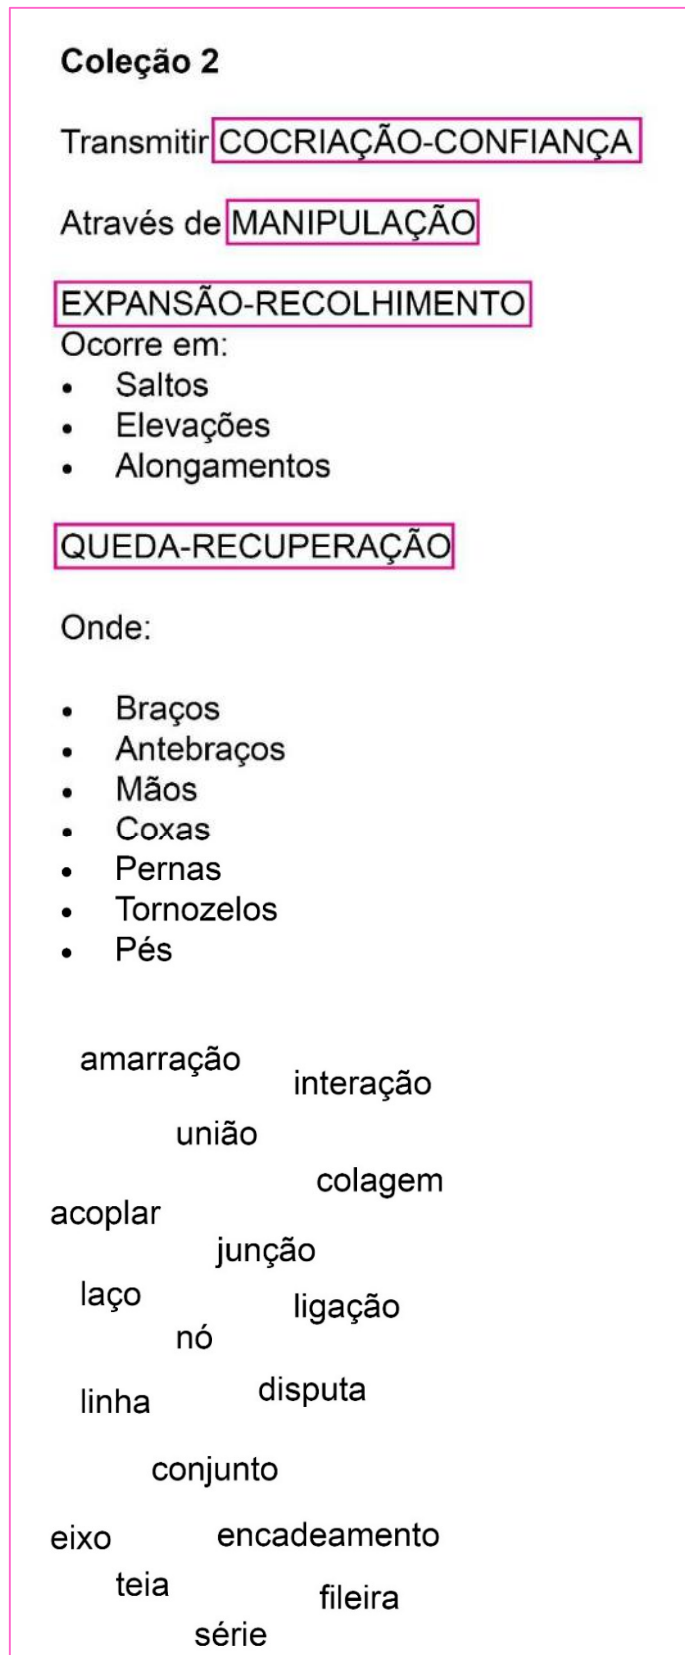 Coleção 2
Transmitir COCRIAÇÃO-CONFIANÇA
Através de MANIPULAÇÃO
EXPANSÃO-RECOLHIMENTO
Ocorre em:
• Saltos
• Elevações
• Alongamentos
QUEDA-RECUPERAÇÃO
Onde:
• Braços
• Antebraços
• Mãos
• Coxas
• Pernas
• Tornozelos
• Pés
amarração
interação
união
colagem
acoplar
junção
laço
ligação
nó
disputa
linha
conjunto
eixo encadeamento
teia
fileira
série